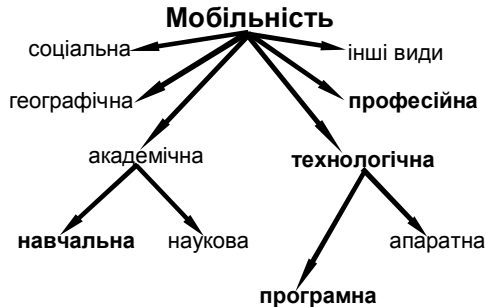 Мобільність
соціальна
інші види
географічна
професійна
академічна
технологічна
навчальна
наукова
апаратна
програмна